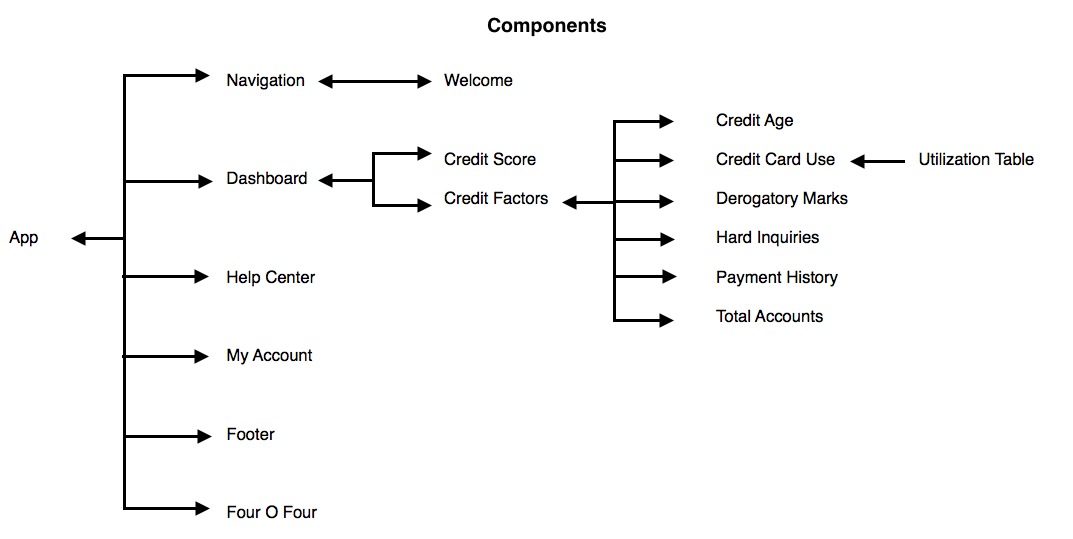 Components
Navigation
Welcome
Credit Age
Credit Score
Credit Card Use
Utilization Table
Dashboard
Credit Factors
Derogatory Marks
App
Hard Inquiries
Help Center
Payment History
Total Accounts
My Account
Footer
Four O Four